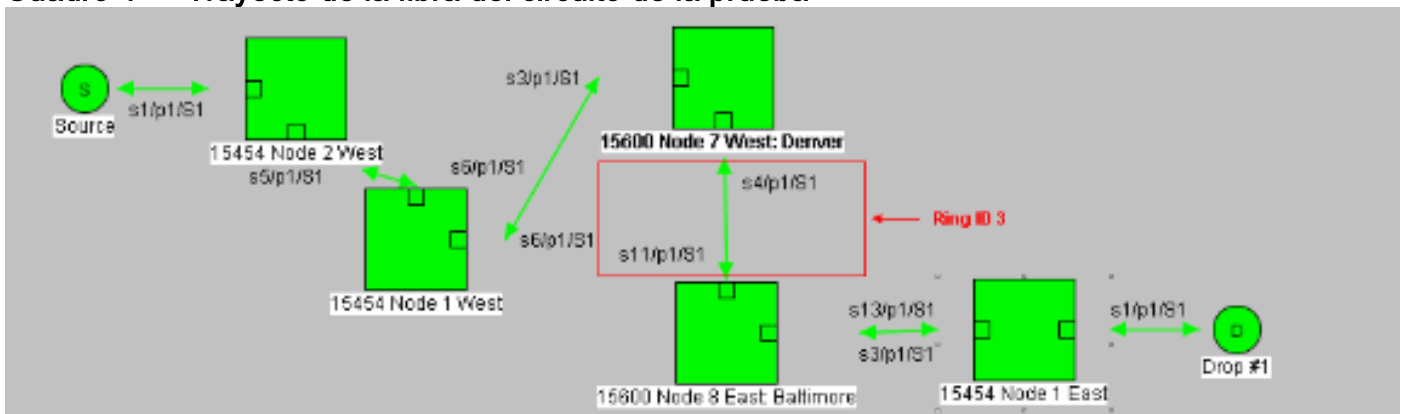 S
Source
s1/p1/S1
15454 Node 2 West
s5/p1/S1
s6/p1/S1
15454 Node 1 West
s3/p1/S1
s6/p1/S1
15600 Node 7 West: Denver
s4/p1/S1
Ring ID 3
s11/p1/S1
15600 Node 8 East: Baltimore
s13/p1/S1
s3/p1/S1
15454 Node 1 East
s1/p1/S1
D
Drop #1